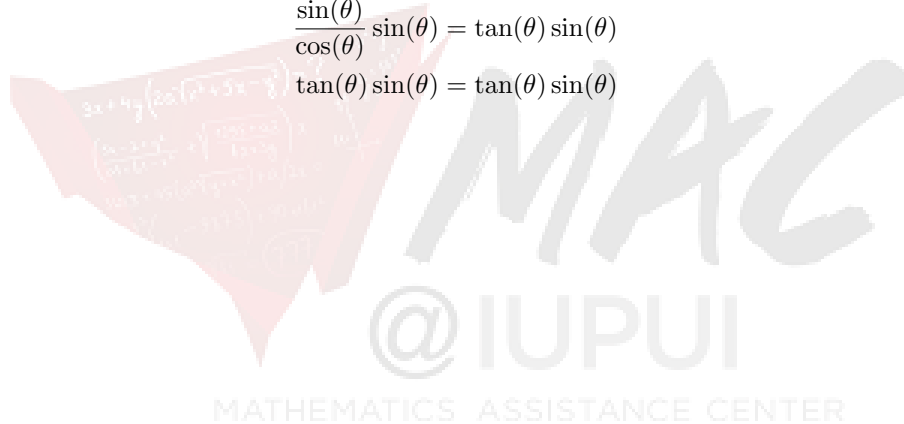 sin(θ)/cos(θ) sin(θ) = tan(θ) sin(θ)
tan(θ) sin(θ) = tan(θ) sin(θ)
MAC
@IUPUI
MATHEMATICS ASSISTANCE CENTER